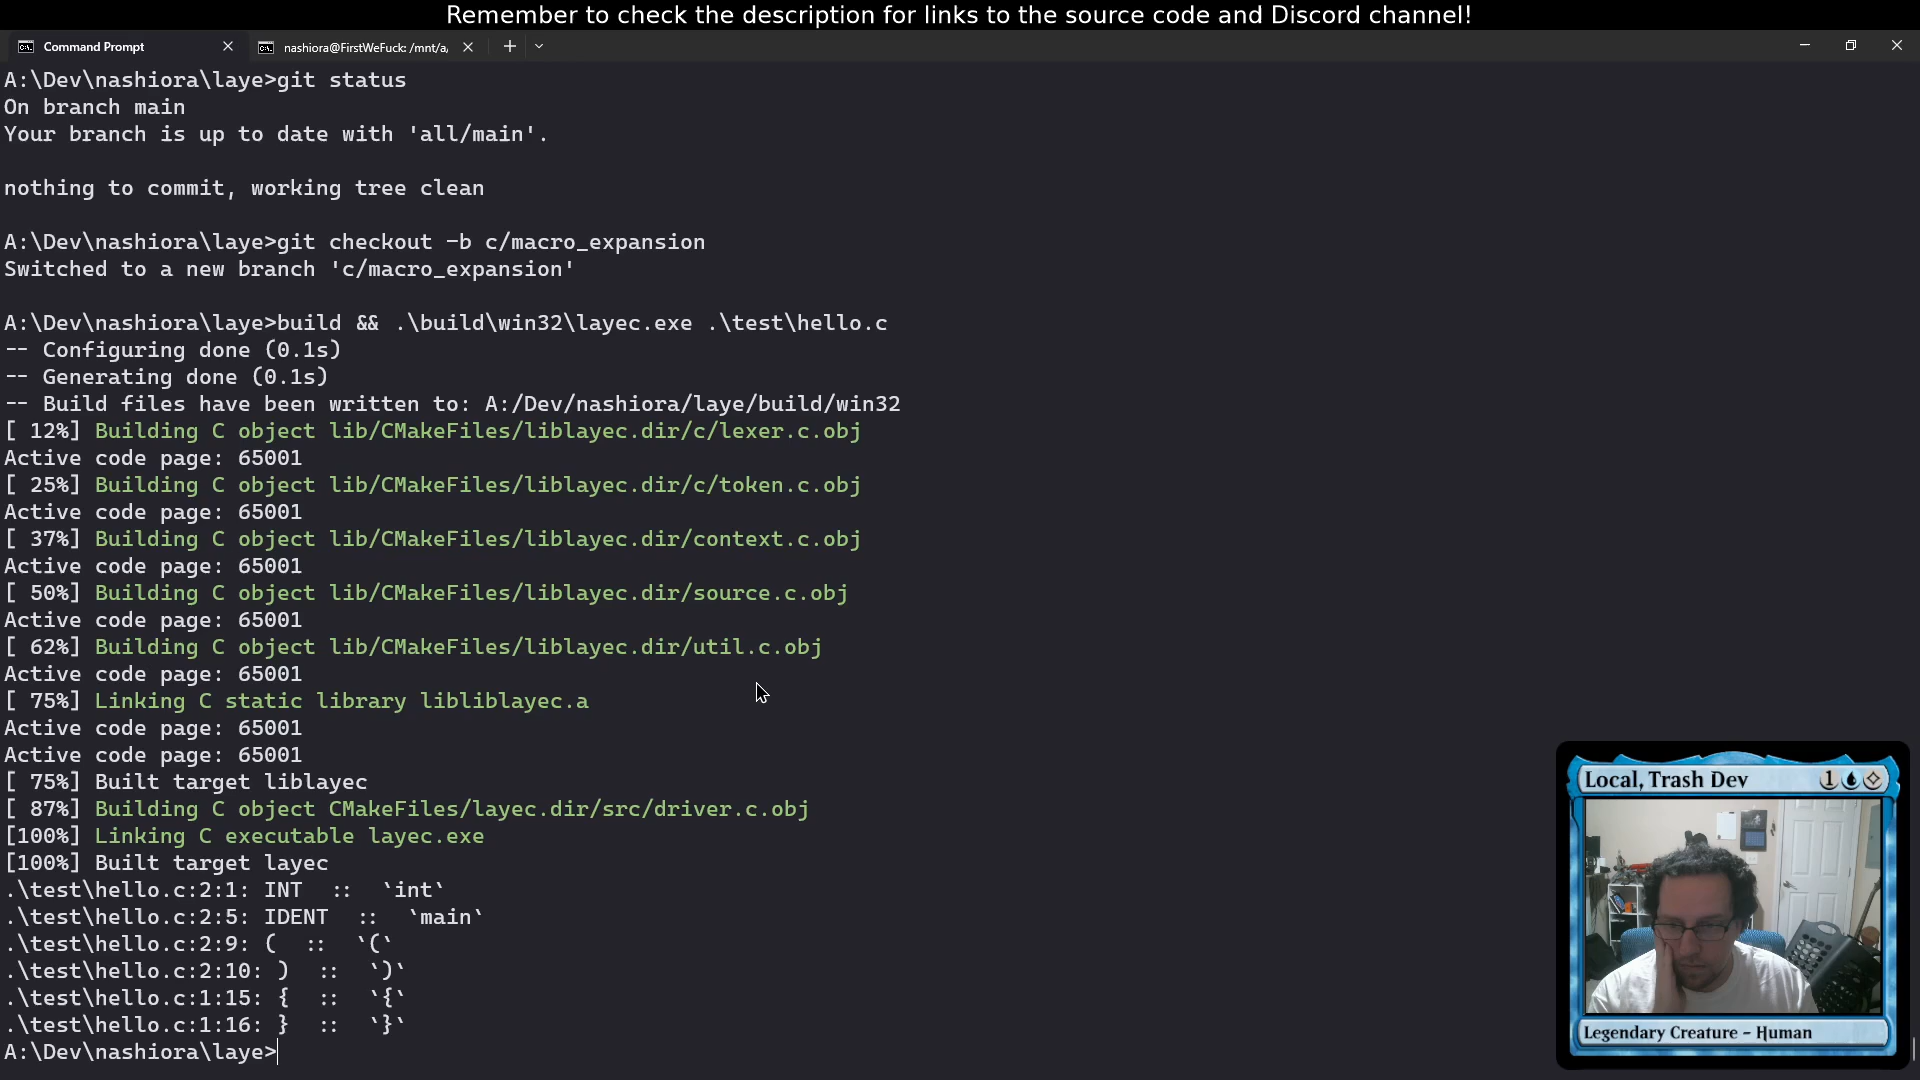 Remember to check the description for links to the source code and Discord channel!
Command Prompt
nashiora@FirstWeFuck: /mnt/a/
A:\Dev\nashiora\laye>git status
On branch main
Your branch is up to date with 'all/main'.
nothing to commit, working tree clean
A:\Dev\nashiora\laye>git checkout -b c/macro_expansion
Switched to a new branch 'c/macro_expansion'
A:\Dev\nashiora\laye>build && .\build\win32\layec.exe .\test\hello.c
-- Configuring done (0.1s)
-- Generating done (0.1s)
-- Build files have been written to: A:/Dev/nashiora/laye/build/win32
[ 12%] Building C object lib/CMakeFiles/liblayec.dir/c/lexer.c.obj
Active code page: 65001
[ 25%] Building C object lib/CMakeFiles/liblayec.dir/c/token.c.obj
Active code page: 65001
[ 37%] Building C object lib/CMakeFiles/liblayec.dir/context.c.obj
Active code page: 65001
[ 50%] Building C object lib/CMakeFiles/liblayec.dir/source.c.obj
Active code page: 65001
[ 62%] Building C object lib/CMakeFiles/liblayec.dir/util.c.obj
Active code page: 65001
[ 75%] Linking C static library libliblayec.a
Active code page: 65001
Active code page: 65001
[ 75%] Built target liblayec
[ 87%] Building C object CMakeFiles/layec.dir/src/driver.c.obj
[100%] Linking C executable layec.exe
[100%] Built target layec
.\test\hello.c:2:1: INT  ::  `int`
.\test\hello.c:2:5: IDENT  ::  `main`
.\test\hello.c:2:9: (  ::  `(`
.\test\hello.c:2:10: )  ::  `)`
.\test\hello.c:1:15: {  ::  `{`
.\test\hello.c:1:16: }  ::  `}`
A:\Dev\nashiora\laye>
Local, Trash Dev 1
Legendary Creature – Human